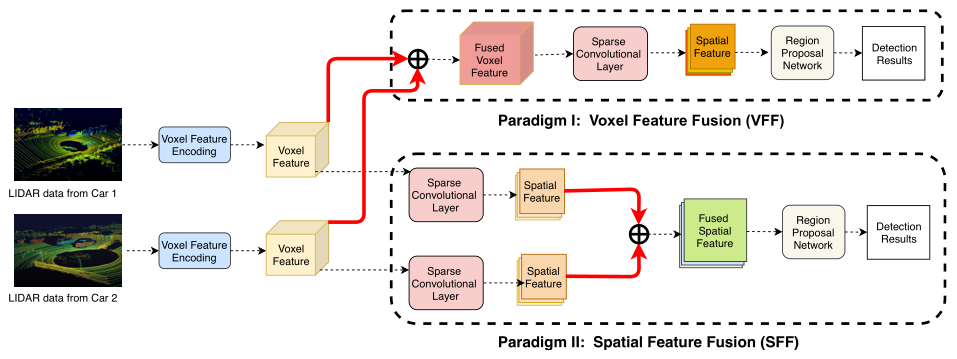 Fused
Voxel
Feature
Sparse
Convolutional
Layer
Spatial
Feature
Region
Proposal
Network
Detection
Results
Paradigm I:  Voxel Feature Fusion (VFF)
LIDAR data from Car 1
Voxel Feature
Encoding
Voxel
Feature
LIDAR data from Car 2
Voxel Feature
Encoding
Voxel
Feature
Sparse
Convolutional
Layer
Spatial
Feature
Sparse
Convolutional
Layer
Spatial
Feature
Fused
Spatial
Feature
Region
Proposal
Network
Detection
Results
Paradigm II:  Spatial Feature Fusion (SFF)